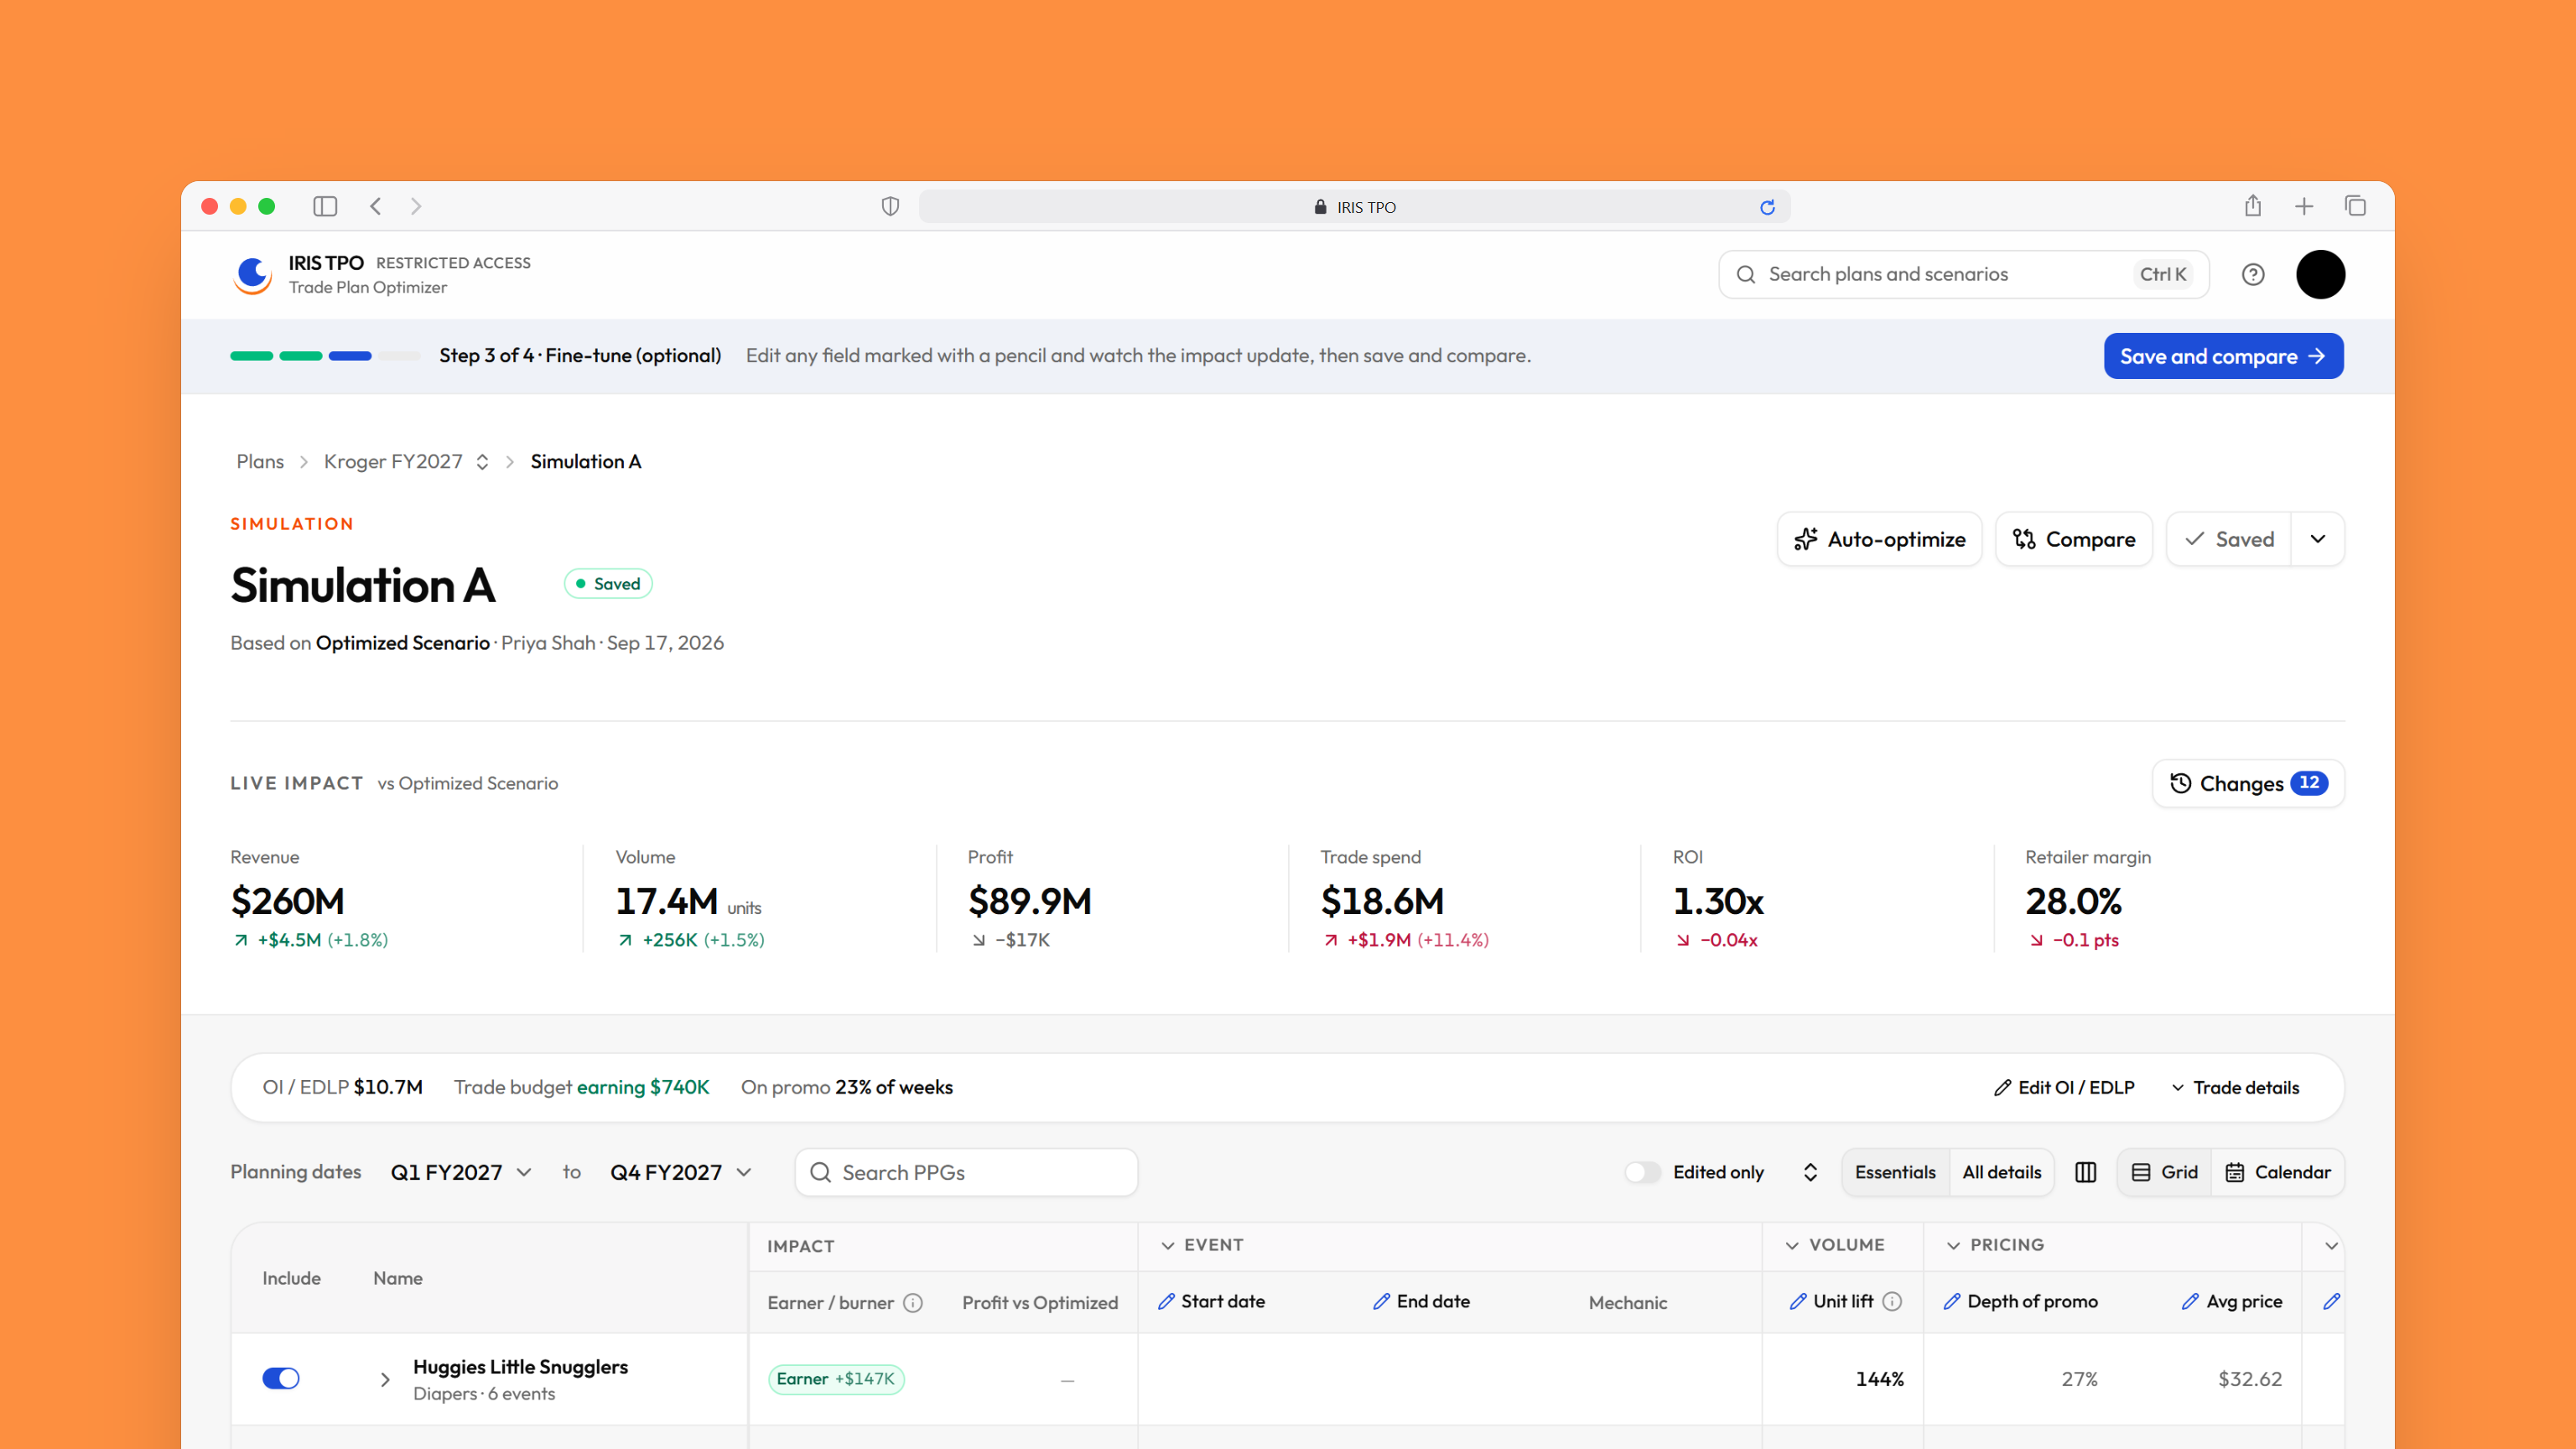 IRIS TPO
IRIS TPO RESTRICTED ACCESS
Trade Plan Optimizer
Search plans and scenarios Ctrl K
Step 3 of 4 · Fine-tune (optional) Edit any field marked with a pencil and watch the impact update, then save and compare.
Save and compare
Plans Kroger FY2027 Simulation A
SIMULATION
Auto-optimize Compare Saved
Simulation A Saved
Based on Optimized Scenario · Priya Shah · Sep 17, 2026
LIVE IMPACT vs Optimized Scenario
Changes 12
Revenue Volume Profit Trade spend ROI Retailer margin
$260M 17.4M units $89.9M $18.6M 1.30x 28.0%
+$4.5M (+1.8%) +256K (+1.5%) −$17K +$1.9M (+11.4%) −0.04x −0.1 pts
OI / EDLP $10.7M Trade budget earning $740K On promo 23% of weeks
Edit OI / EDLP Trade details
Planning dates Q1 FY2027 to Q4 FY2027 Search PPGs
Edited only Essentials All details Grid Calendar
IMPACT EVENT VOLUME PRICING
Include Name
Earner / burner Profit vs Optimized Start date End date Mechanic Unit lift Depth of promo Avg price
Huggies Little Snugglers
Diapers · 6 events
Earner +$147K — 144% 27% $32.62